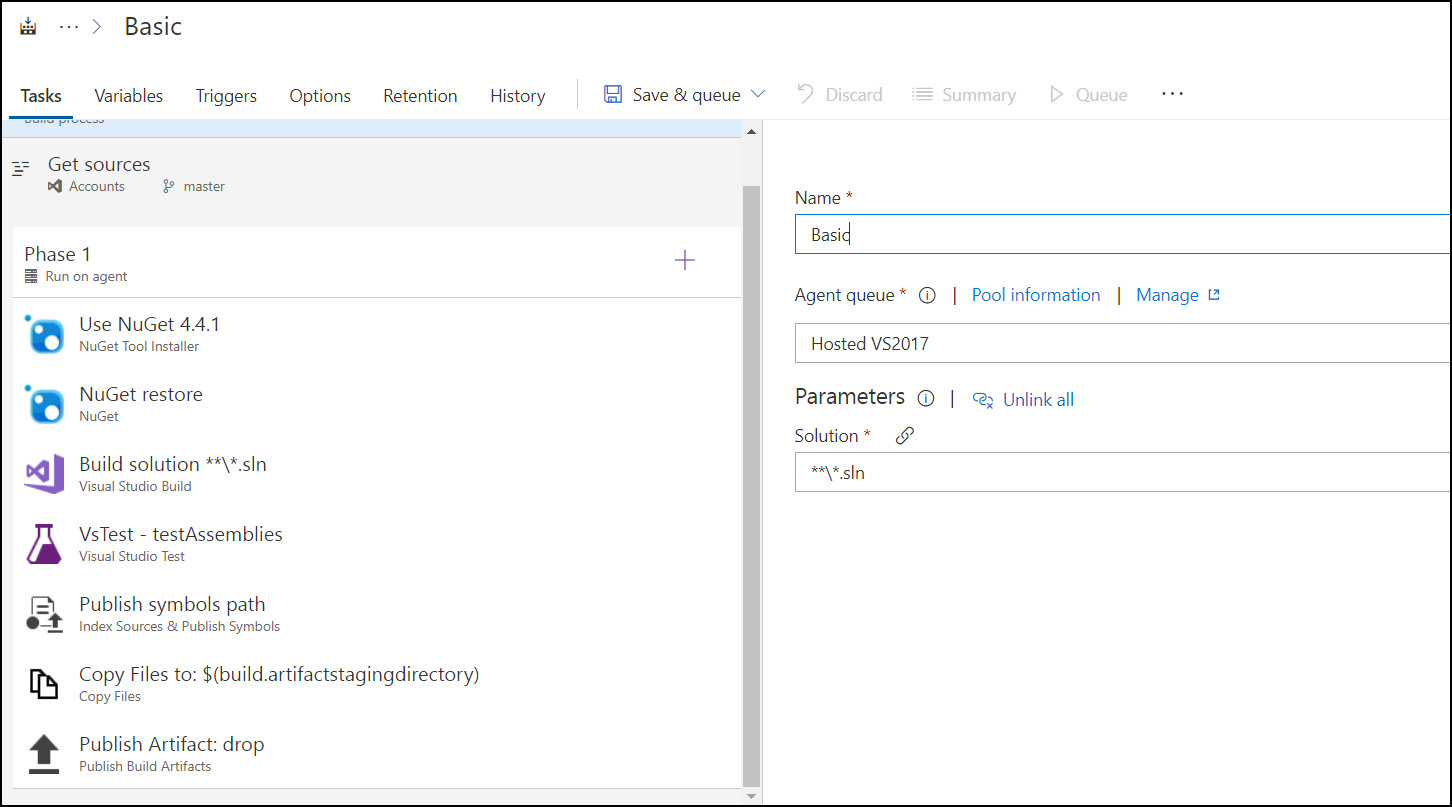 ··· > Basic
Tasks Variables Triggers Options Retention History Save & queue Discard Summary Queue ···
Build process
Get sources
Accounts master
Phase 1
Run on agent
Use NuGet 4.4.1
NuGet Tool Installer
NuGet restore
NuGet
Build solution **\*.sln
Visual Studio Build
VsTest - testAssemblies
Visual Studio Test
Publish symbols path
Index Sources & Publish Symbols
Copy Files to: $(build.artifactstagingdirectory)
Copy Files
Publish Artifact: drop
Publish Build Artifacts
Name *
Basic
Agent queue * | Pool information | Manage
Hosted VS2017
Parameters | Unlink all
Solution *
**\*.sln